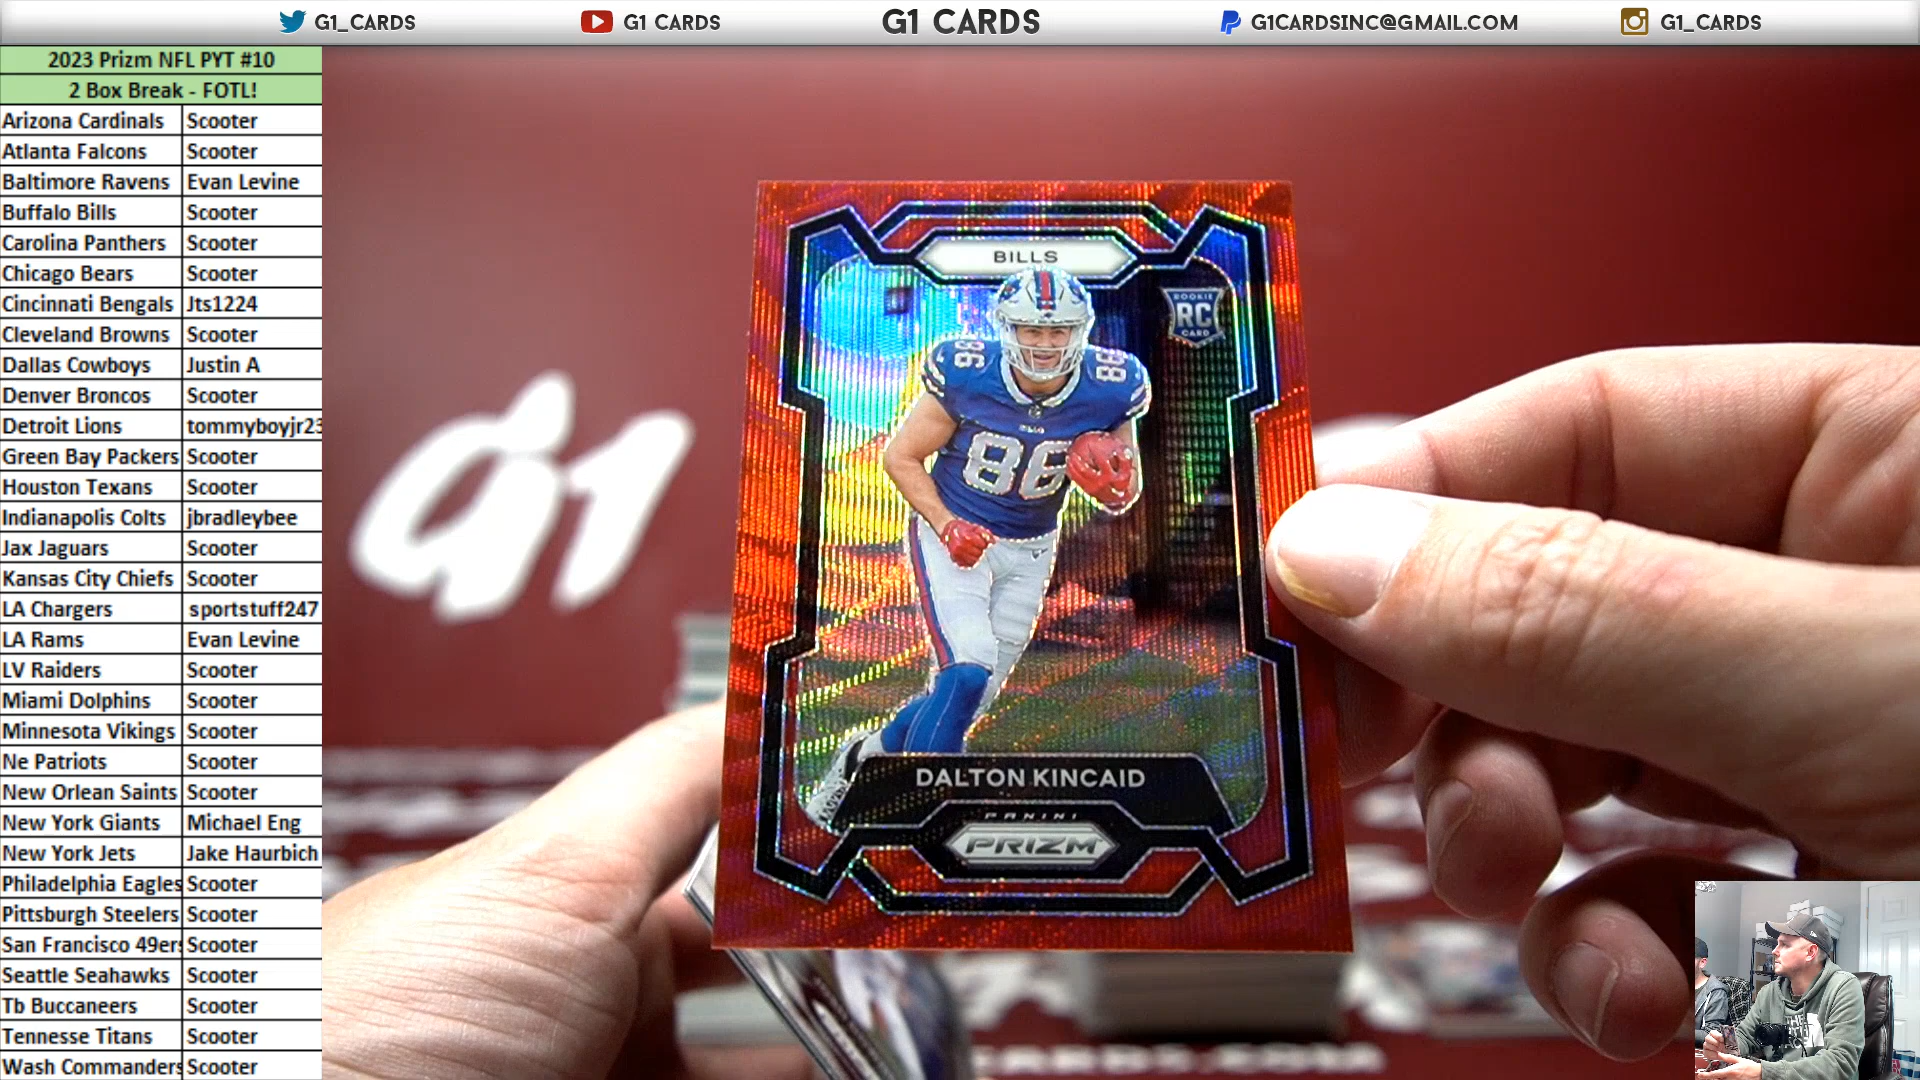 G1_CARDS
G1 CARDS
G1 CARDS
G1CARDSINC@GMAIL.COM
G1_CARDS
2023 Prizm NFL PYT #10
2 Box Break - FOTL!
Arizona Cardinals Scooter
Atlanta Falcons Scooter
Baltimore Ravens Evan Levine
Buffalo Bills Scooter
Carolina Panthers Scooter
Chicago Bears Scooter
Cincinnati Bengals Jts1224
Cleveland Browns Scooter
Dallas Cowboys Justin A
Denver Broncos Scooter
Detroit Lions tommyboyjr23
Green Bay Packers Scooter
Houston Texans Scooter
Indianapolis Colts jbradleybee
Jax Jaguars Scooter
Kansas City Chiefs Scooter
LA Chargers sportstuff247
LA Rams Evan Levine
LV Raiders Scooter
Miami Dolphins Scooter
Minnesota Vikings Scooter
Ne Patriots Scooter
New Orlean Saints Scooter
New York Giants Michael Eng
New York Jets Jake Haurbich
Philadelphia Eagles Scooter
Pittsburgh Steelers Scooter
San Francisco 49ers Scooter
Seattle Seahawks Scooter
Tb Buccaneers Scooter
Tennesse Titans Scooter
Wash Commanders Scooter
G1
BILLS
ROOKIE
RC
CARD
86
86
86
DALTON KINCAID
PANINI
PRIZM